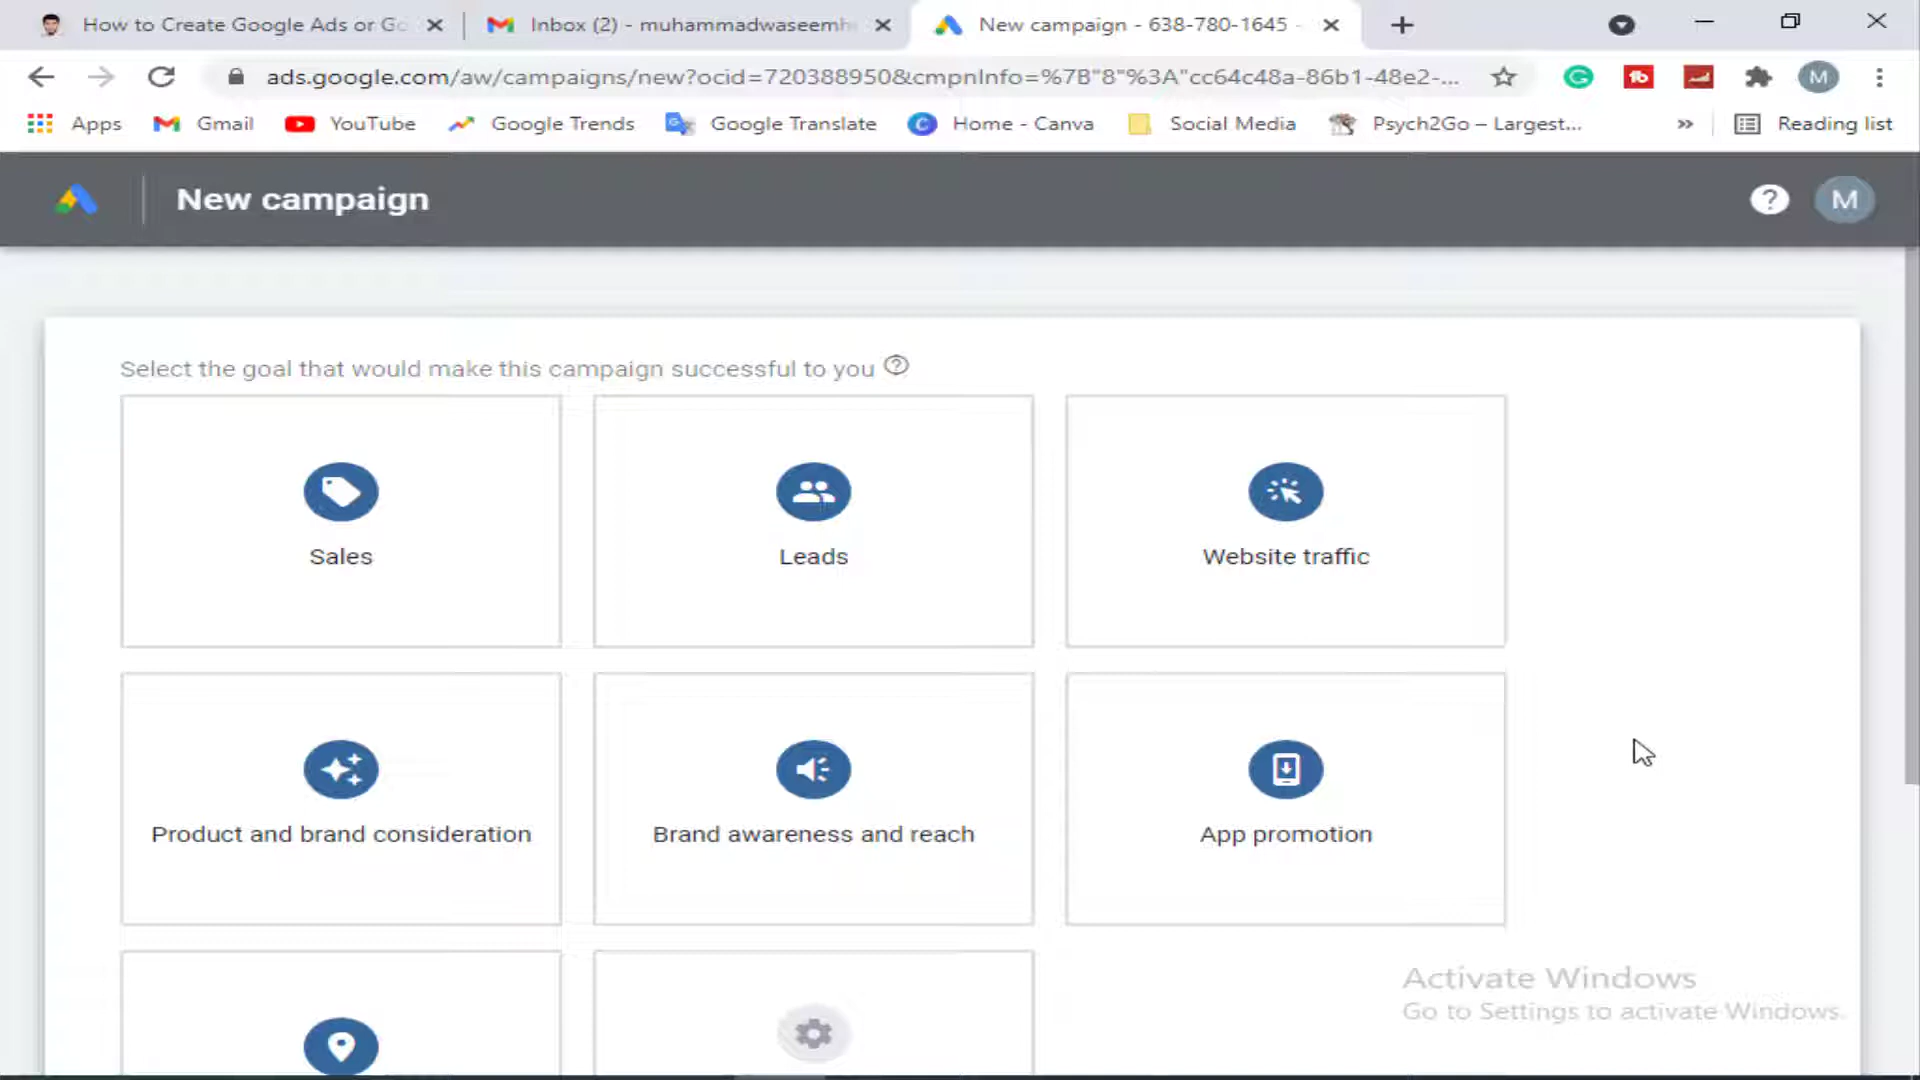 How to Create Google Ads or Go
Inbox (2) - muhammadwaseemh
New campaign - 638-780-1645 -
ads.google.com/aw/campaigns/new?ocid=720388950&cmpnInfo=%7B"8"%3A"cc64c48a-86b1-48e2-...
M
Apps
Gmail
YouTube
Google Trends
Google Translate
Home - Canva
Social Media
Psych2Go – Largest...
»
Reading list
New campaign
?
M
Select the goal that would make this campaign successful to you
Sales
Leads
Website traffic
Product and brand consideration
Brand awareness and reach
App promotion
Activate Windows
Go to Settings to activate Windows.